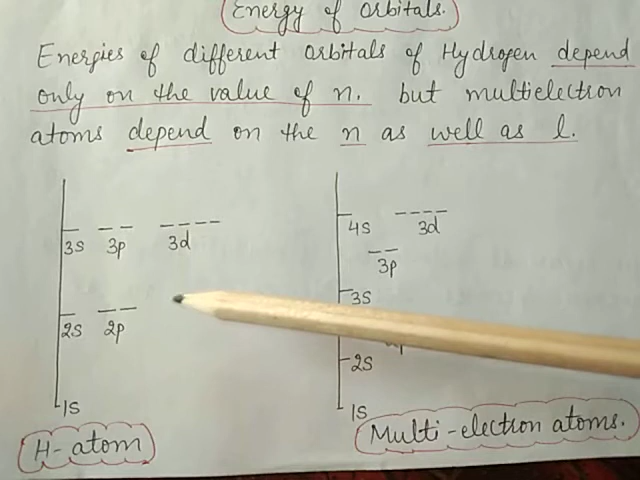 Energy of Orbitals.
Energies of different orbitals of Hydrogen depend
only on the value of n. but multielectron
atoms depend on the n as well as l.
3s 3p 3d
2s 2p
1s
H-atom
4s 3d
3p
3s
2s
1s
Multi-election atoms.